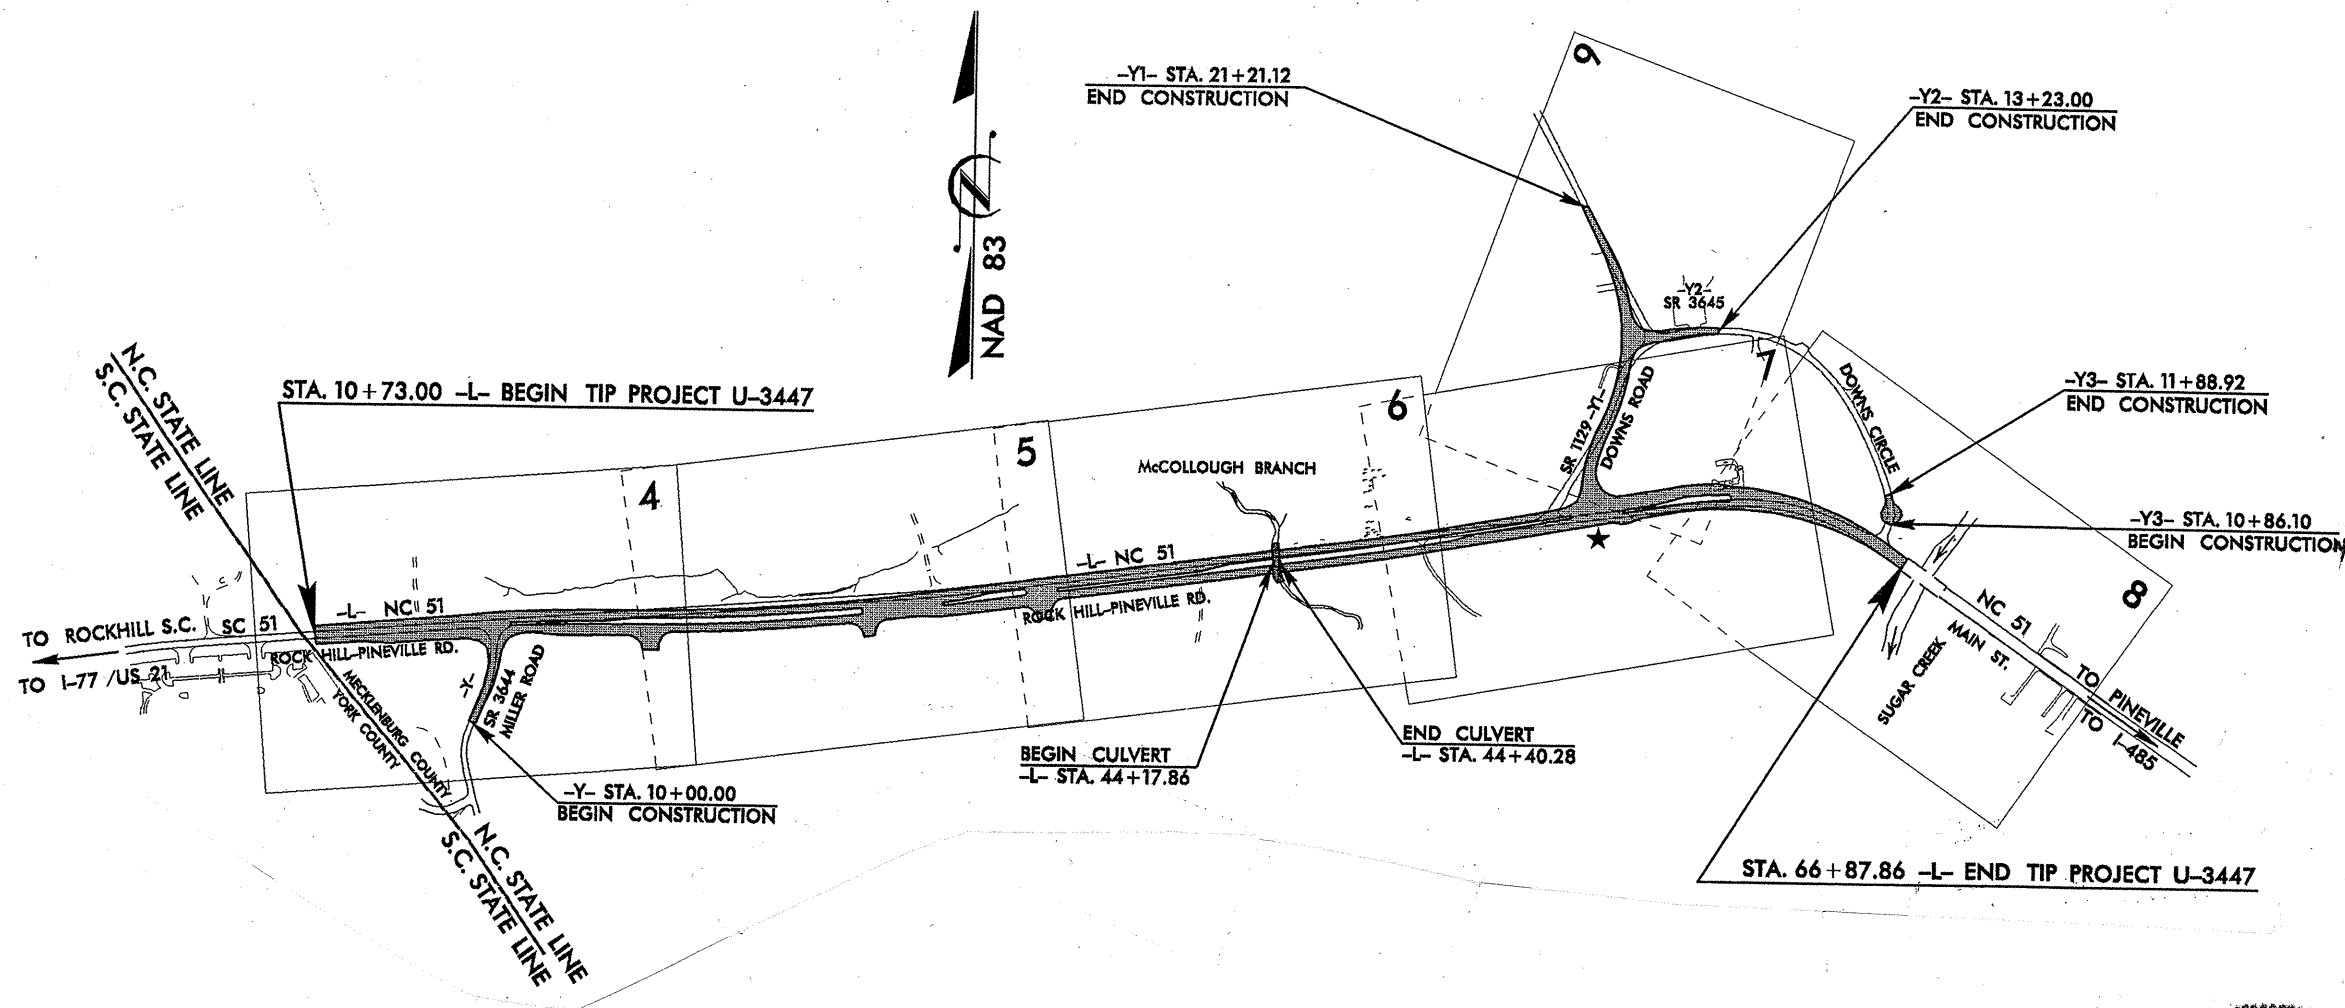 -Y1- STA. 21+21.12
END CONSTRUCTION
9
-Y2- STA. 13+23.00
END CONSTRUCTION
N
NAD 83
-Y2-
SR 3645
N.C. STATE LINE
S.C. STATE LINE
STA. 10+73.00 -L- BEGIN TIP PROJECT U-3447
4
5
6
7
McCOLLOUGH BRANCH
SR 1129 -Y1-
DOWNS ROAD
DOWNS CIRCLE
-Y3- STA. 11+88.92
END CONSTRUCTION
-Y3- STA. 10+86.10
BEGIN CONSTRUCTION
-L- NC 51
-L- NC 51
ROCK HILL-PINEVILLE RD.
TO ROCKHILL S.C.
SC 51
ROCK HILL-PINEVILLE RD.
TO I-77 /US 21
MECKLENBURG COUNTY
YORK COUNTY
-Y-
SR 3644
MILLER ROAD
8
NC 51
MAIN ST.
SUGAR CREEK
TO PINEVILLE
TO I-485
BEGIN CULVERT
-L- STA. 44+17.86
END CULVERT
-L- STA. 44+40.28
-Y- STA. 10+00.00
BEGIN CONSTRUCTION
N.C. STATE LINE
S.C. STATE LINE
STA. 66+87.86 -L- END TIP PROJECT U-3447